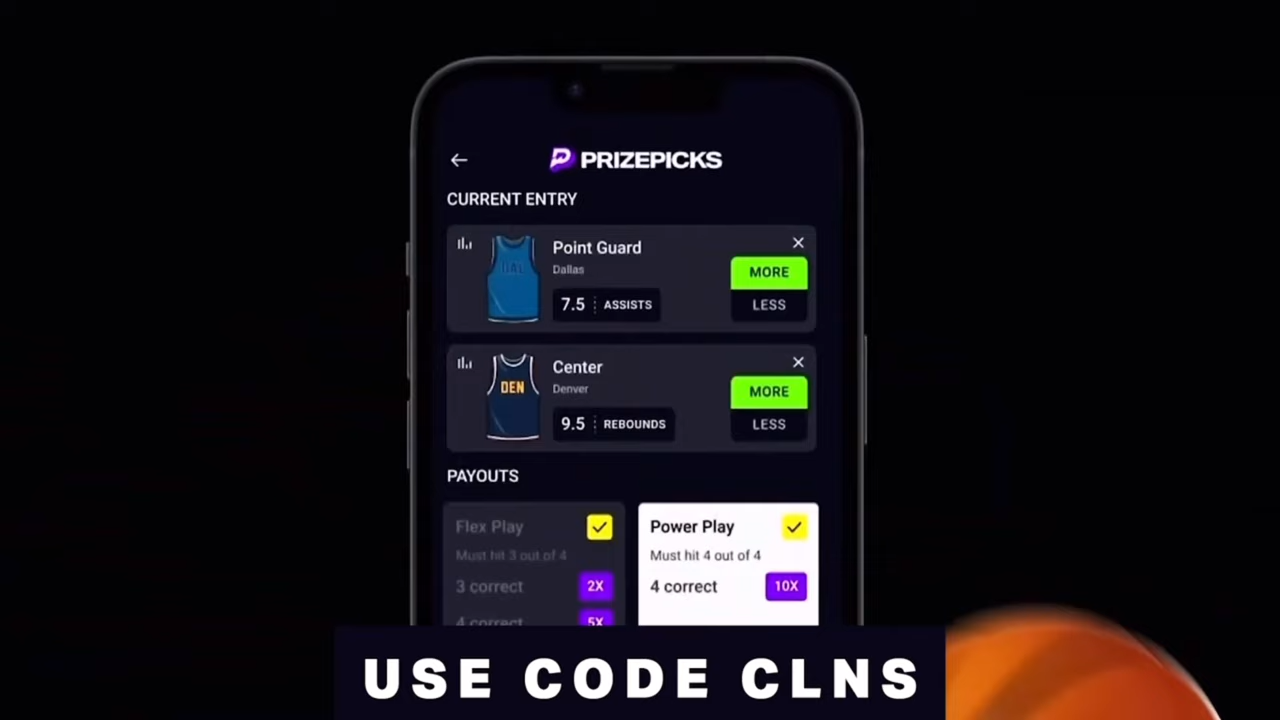 PRIZEPICKS
CURRENT ENTRY
Point Guard
Dallas
DAL
7.5 ASSISTS
MORE
LESS
Center
Denver
DEN
9.5 REBOUNDS
MORE
LESS
PAYOUTS
Flex Play
Must hit 3 out of 4
3 correct 2X
4 correct 5X
Power Play
Must hit 4 out of 4
4 correct 10X
USE CODE CLNS